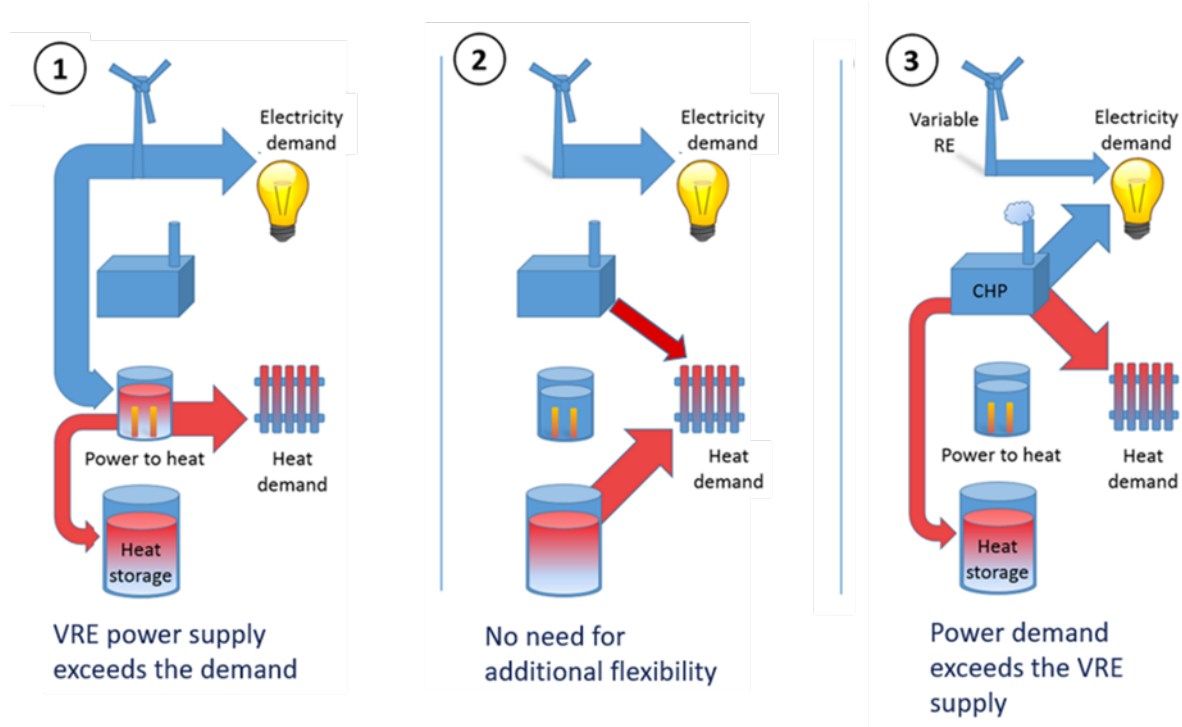 1
Electricity
demand
Power to heat
Heat
demand
Heat
storage
VRE power supply
exceeds the demand
2
Electricity
demand
Heat
demand
No need for
additional flexibility
3
Variable
RE
Electricity
demand
CHP
Power to heat
Heat
demand
Heat
storage
Power demand
exceeds the VRE
supply